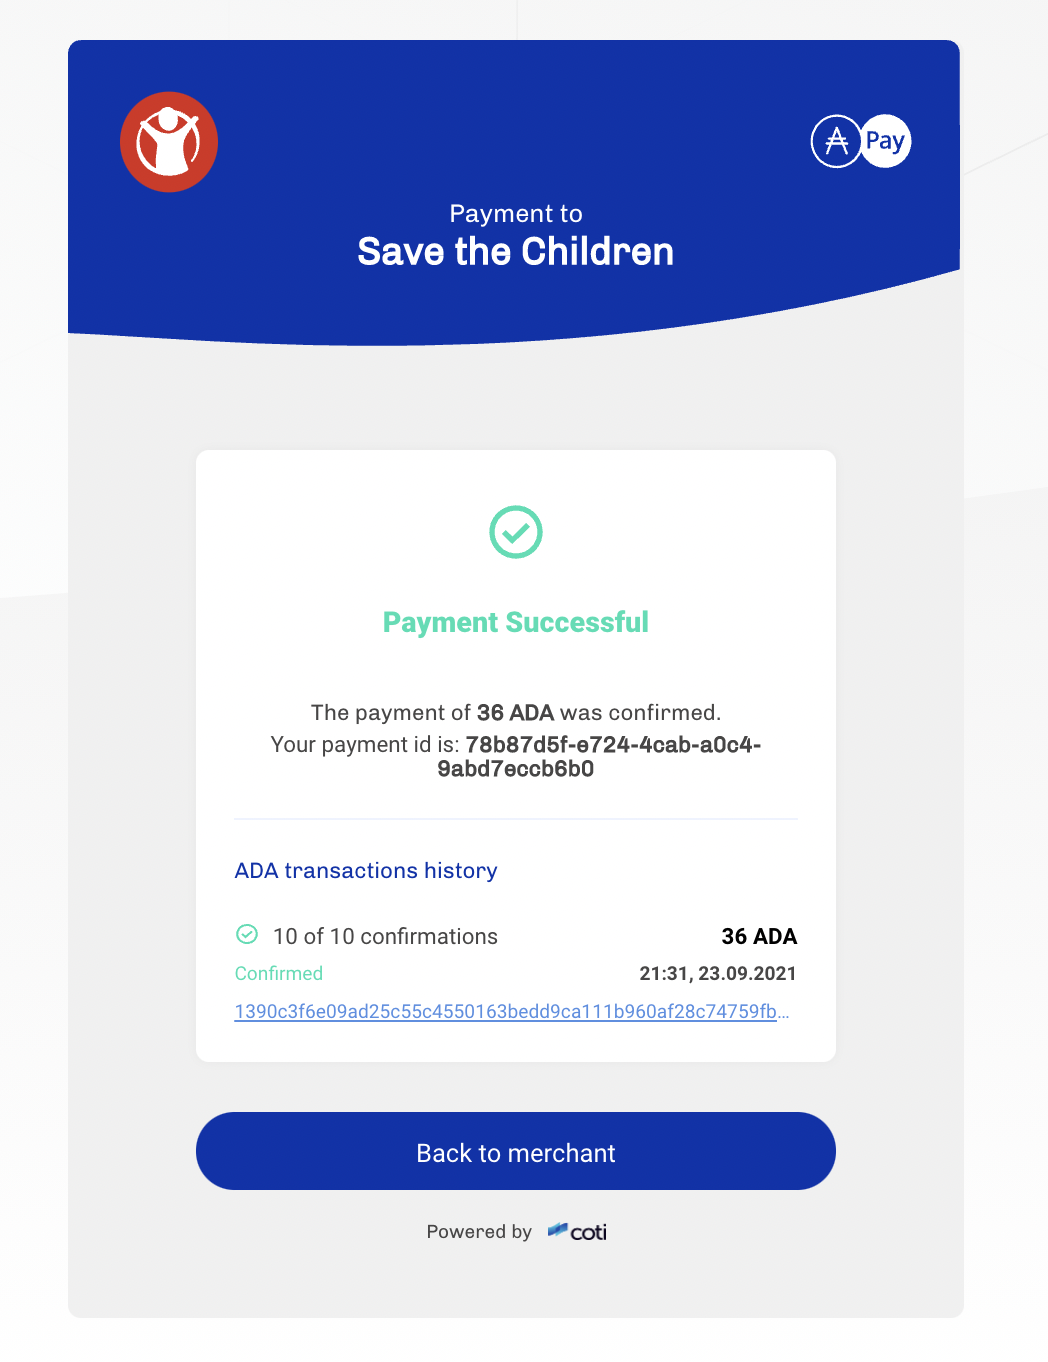 Pay
Payment to
Save the Children
Payment Successful
The payment of 36 ADA was confirmed.
Your payment id is: 78b87d5f-e724-4cab-a0c4-
9abd7eccb6b0
ADA transactions history
10 of 10 confirmations 36 ADA
Confirmed 21:31, 23.09.2021
1390c3f6e09ad25c55c4550163bedd9ca111b960af28c74759fb...
Back to merchant
Powered by coti